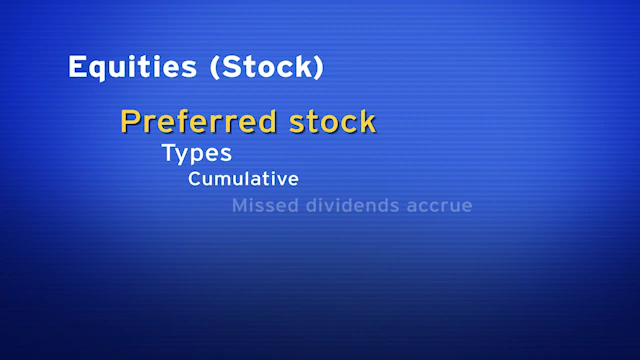 Equities (Stock)
Preferred stock
Types
Cumulative
Missed dividends accrue